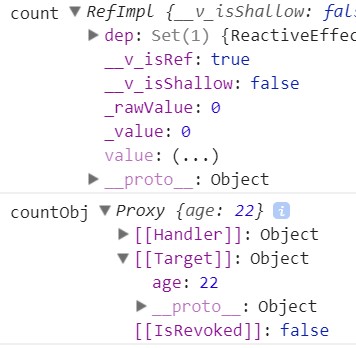 count ▼RefImpl {__v_isShallow: fals
▶dep: Set(1) {ReactiveEffec
__v_isRef: true
__v_isShallow: false
_rawValue: 0
_value: 0
value: (...)
▶__proto__: Object
countObj ▼Proxy {age: 22} i
▶[[Handler]]: Object
▼[[Target]]: Object
age: 22
▶__proto__: Object
[[IsRevoked]]: false